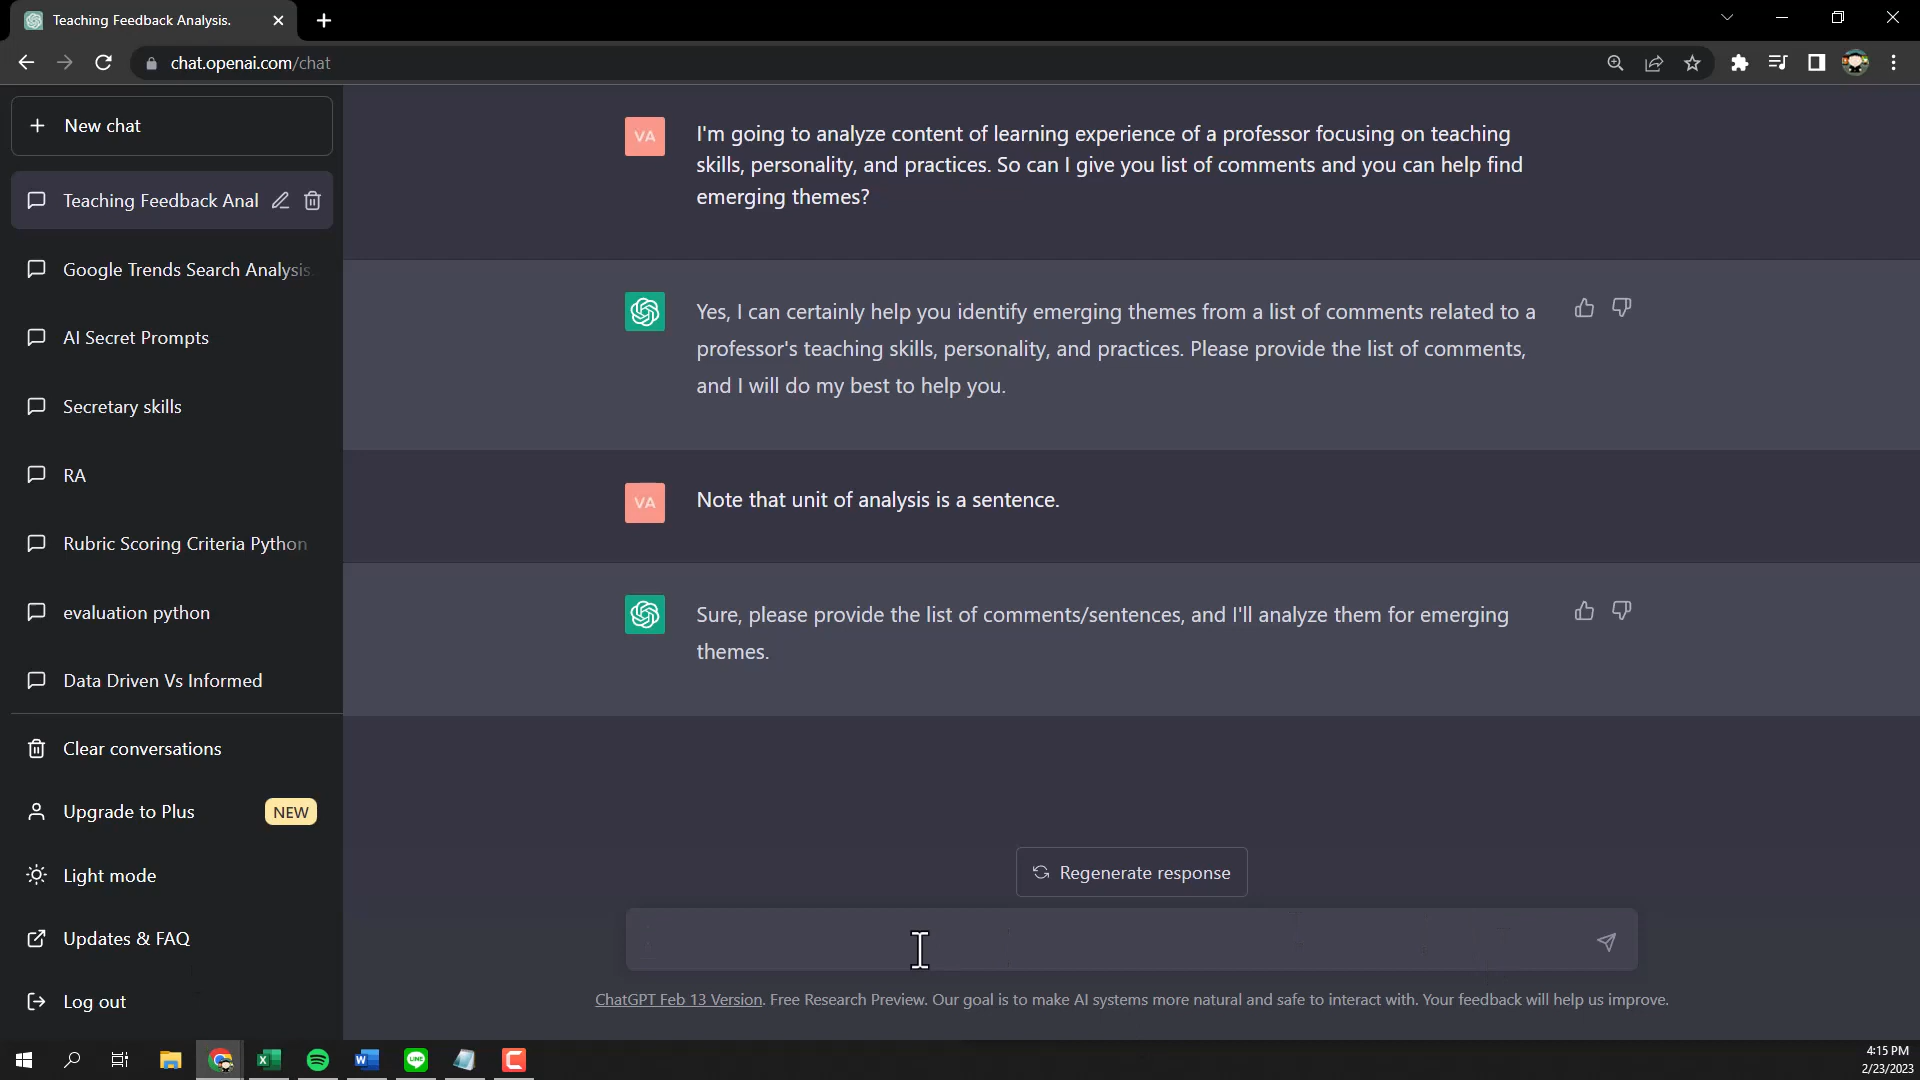 Teaching Feedback Analysis.
chat.openai.com/chat
New chat
Teaching Feedback Anal
Google Trends Search Analysis.
AI Secret Prompts
Secretary skills
RA
Rubric Scoring Criteria Python
evaluation python
Data Driven Vs Informed
Clear conversations
Upgrade to Plus NEW
Light mode
Updates & FAQ
Log out
VA
I'm going to analyze content of learning experience of a professor focusing on teaching
skills, personality, and practices. So can I give you list of comments and you can help find
emerging themes?
Yes, I can certainly help you identify emerging themes from a list of comments related to a
professor's teaching skills, personality, and practices. Please provide the list of comments,
and I will do my best to help you.
VA
Note that unit of analysis is a sentence.
Sure, please provide the list of comments/sentences, and I'll analyze them for emerging
themes.
Regenerate response
ChatGPT Feb 13 Version. Free Research Preview. Our goal is to make AI systems more natural and safe to interact with. Your feedback will help us improve.
4:15 PM
2/23/2023